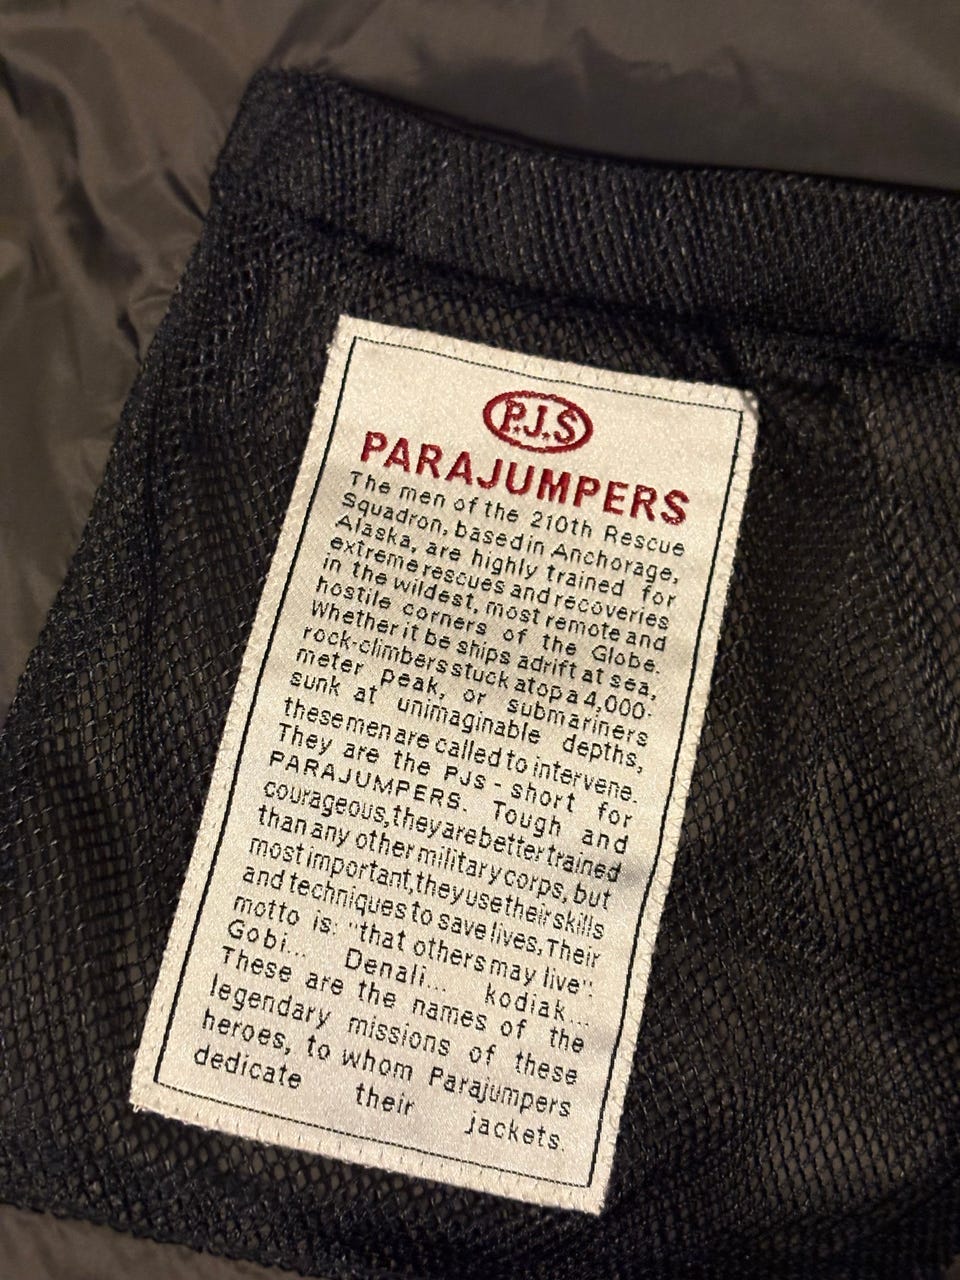 P.J.S
PARAJUMPERS
The men of the 210th Rescue
Squadron, based in Anchorage,
Alaska, are highly trained for
extreme rescues and recoveries
in the wildest, most remote and
hostile corners of the Globe.
Whether it be ships adrift at sea,
rock-climbers stuck atop a 4,000-
meter peak, or submariners
sunk at unimaginable depths,
these men are called to intervene.
They are the PJs - short for
PARAJUMPERS. Tough and
courageous, they are better trained
than any other military corps, but
most important, they use their skills
and techniques to save lives. Their
motto is: "that others may live".
Gobi... Denali... kodiak...
These are the names of the
legendary missions of these
heroes, to whom Parajumpers
dedicate their jackets.